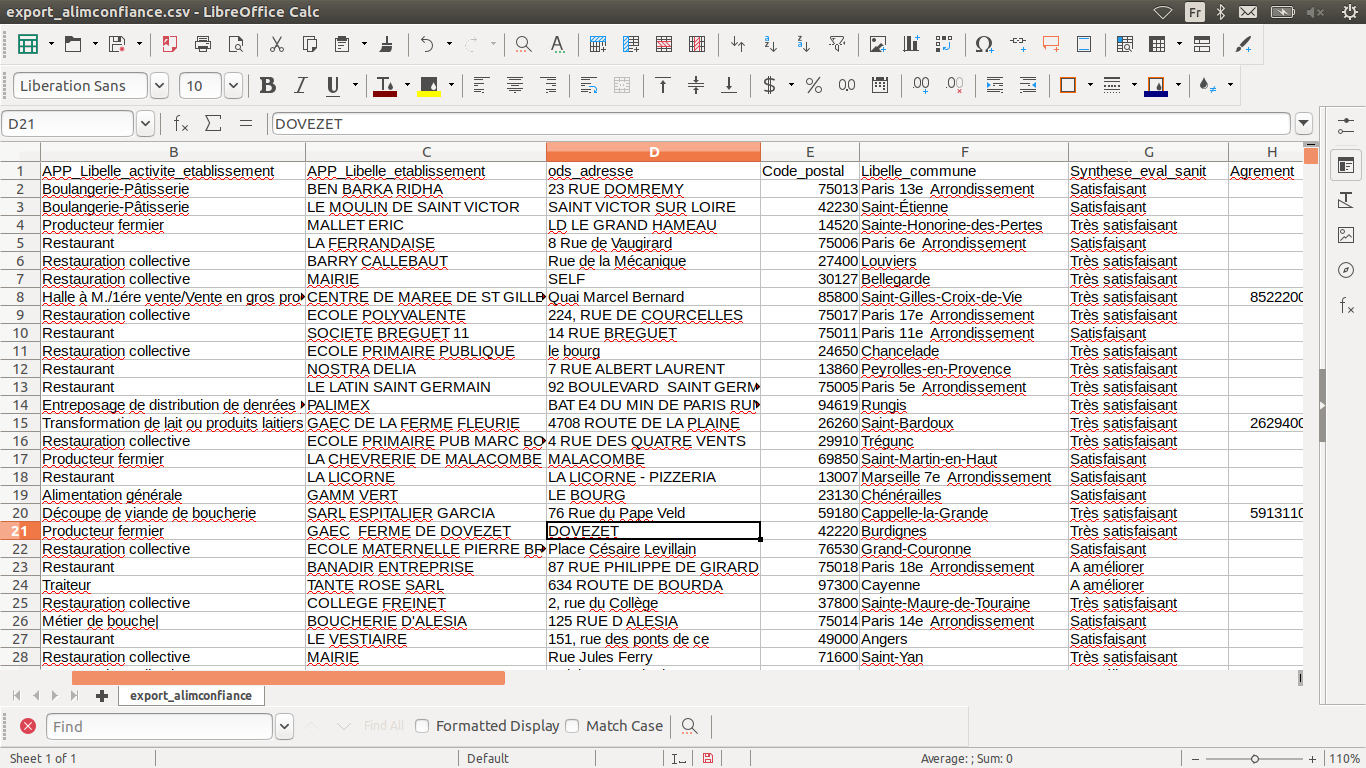 export_alimconfiance.csv - LibreOffice Calc Fr
Liberation Sans 10
D21 DOVEZET
B C D E F G H
1 APP_Libelle_activite_etablissement APP_Libelle_etablissement ods_adresse Code_postal Libelle_commune Synthese_eval_sanit Agrement
2 Boulangerie-Pâtisserie BEN BARKA RIDHA 23 RUE DOMREMY 75013 Paris 13e Arrondissement Satisfaisant
3 Boulangerie-Pâtisserie LE MOULIN DE SAINT VICTOR SAINT VICTOR SUR LOIRE 42230 Saint-Étienne Satisfaisant
4 Producteur fermier MALLET ERIC LD LE GRAND HAMEAU 14520 Sainte-Honorine-des-Pertes Très satisfaisant
5 Restaurant LA FERRANDAISE 8 Rue de Vaugirard 75006 Paris 6e Arrondissement Satisfaisant
6 Restauration collective BARRY CALLEBAUT Rue de la Mécanique 27400 Louviers Très satisfaisant
7 Restauration collective MAIRIE SELF 30127 Bellegarde Très satisfaisant
8 Halle à M./1ére vente/Vente en gros pro CENTRE DE MAREE DE ST GILLE Quai Marcel Bernard 85800 Saint-Gilles-Croix-de-Vie Très satisfaisant 8522200
9 Restauration collective ECOLE POLYVALENTE 224, RUE DE COURCELLES 75017 Paris 17e Arrondissement Très satisfaisant
10 Restaurant SOCIETE BREGUET 11 14 RUE BREGUET 75011 Paris 11e Arrondissement Satisfaisant
11 Restauration collective ECOLE PRIMAIRE PUBLIQUE le bourg 24650 Chancelade Très satisfaisant
12 Restaurant NOSTRA DELIA 7 RUE ALBERT LAURENT 13860 Peyrolles-en-Provence Très satisfaisant
13 Restaurant LE LATIN SAINT GERMAIN 92 BOULEVARD SAINT GERM 75005 Paris 5e Arrondissement Très satisfaisant
14 Entreposage de distribution de denrées PALIMEX BAT E4 DU MIN DE PARIS RUN 94619 Rungis Très satisfaisant
15 Transformation de lait ou produits laitiers GAEC DE LA FERME FLEURIE 4708 ROUTE DE LA PLAINE 26260 Saint-Bardoux Très satisfaisant 2629400
16 Restauration collective ECOLE PRIMAIRE PUB MARC BO 4 RUE DES QUATRE VENTS 29910 Trégunc Très satisfaisant
17 Producteur fermier LA CHEVRERIE DE MALACOMBE MALACOMBE 69850 Saint-Martin-en-Haut Satisfaisant
18 Restaurant LA LICORNE LA LICORNE - PIZZERIA 13007 Marseille 7e Arrondissement Satisfaisant
19 Alimentation générale GAMM VERT LE BOURG 23130 Chénérailles Satisfaisant
20 Découpe de viande de boucherie SARL ESPITALIER GARCIA 76 Rue du Pape Veld 59180 Cappelle-la-Grande Très satisfaisant 5913110
21 Producteur fermier GAEC FERME DE DOVEZET DOVEZET 42220 Burdignes Très satisfaisant
22 Restauration collective ECOLE MATERNELLE PIERRE BR Place Césaire Levillain 76530 Grand-Couronne Satisfaisant
23 Restaurant BANADIR ENTREPRISE 87 RUE PHILIPPE DE GIRARD 75018 Paris 18e Arrondissement A améliorer
24 Traiteur TANTE ROSE SARL 634 ROUTE DE BOURDA 97300 Cayenne A améliorer
25 Restauration collective COLLEGE FREINET 2, rue du Collège 37800 Sainte-Maure-de-Touraine Très satisfaisant
26 Métier de bouche| BOUCHERIE D'ALESIA 125 RUE D ALESIA 75014 Paris 14e Arrondissement Satisfaisant
27 Restaurant LE VESTIAIRE 151, rue des ponts de ce 49000 Angers Satisfaisant
28 Restauration collective MAIRIE Rue Jules Ferry 71600 Saint-Yan Très satisfaisant
export_alimconfiance
Find Find All Formatted Display Match Case
Sheet 1 of 1 Default Average: ; Sum: 0 110%